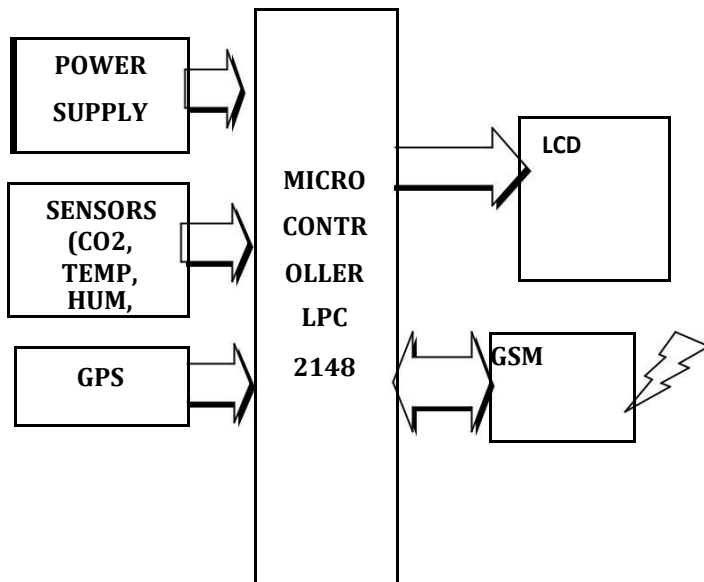 POWER
SUPPLY
SENSORS
(CO2,
TEMP,
HUM,
GPS
MICRO
CONTR
OLLER
LPC
2148
LCD
GSM